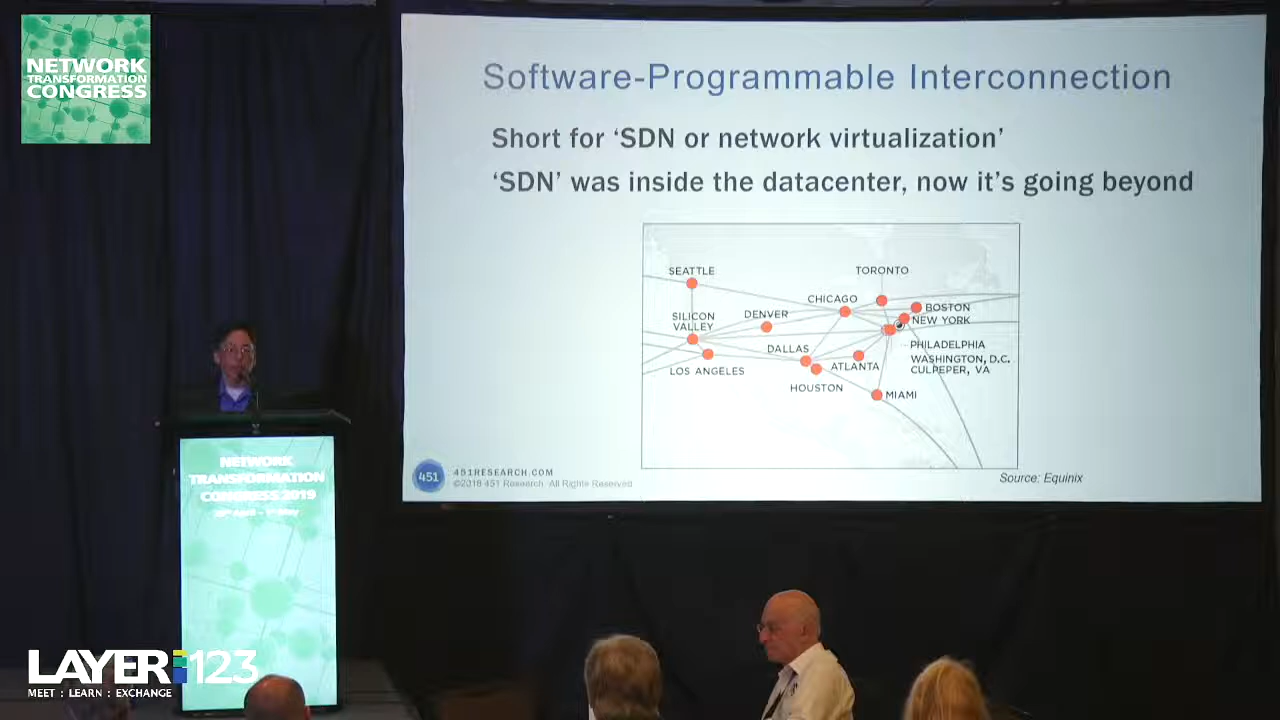 NETWORK
TRANSFORMATION
CONGRESS
Software-Programmable Interconnection
Short for ‘SDN or network virtualization’
‘SDN’ was inside the datacenter, now it’s going beyond
SEATTLE
TORONTO
CHICAGO
BOSTON
SILICON
VALLEY
DENVER
NEW YORK
DALLAS
PHILADELPHIA
WASHINGTON, D.C.
CULPEPER, VA
LOS ANGELES
ATLANTA
HOUSTON
MIAMI
451
451RESEARCH.COM
©2018 451 Research. All Rights Reserved
Source: Equinix
NETWORK
TRANSFORMATION
CONGRESS 2019
LAYER123
MEET : LEARN : EXCHANGE